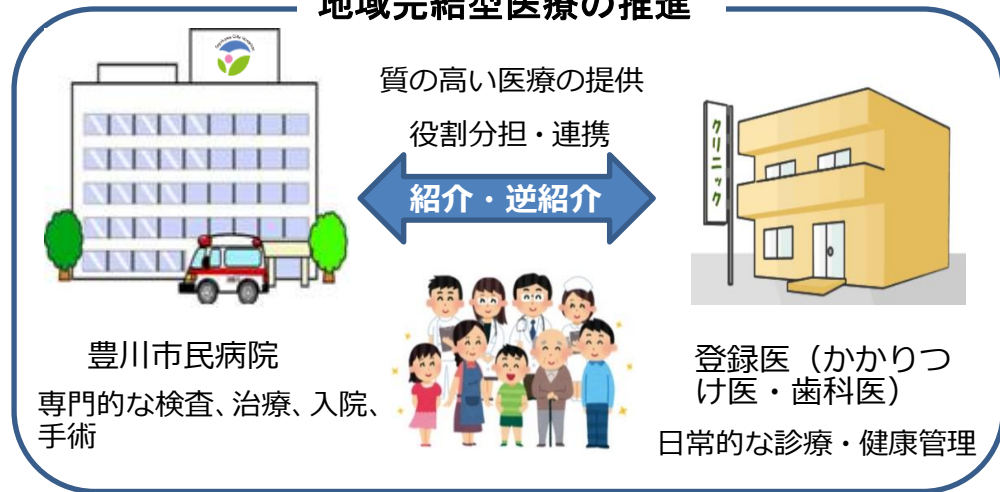 地域完結型医療の推進
質の高い医療の提供
役割分担・連携
紹介・逆紹介
クリニック
豊川市民病院
専門的な検査、治療、入院、
手術
登録医（かかりつ
け医・歯科医）
日常的な診療・健康管理